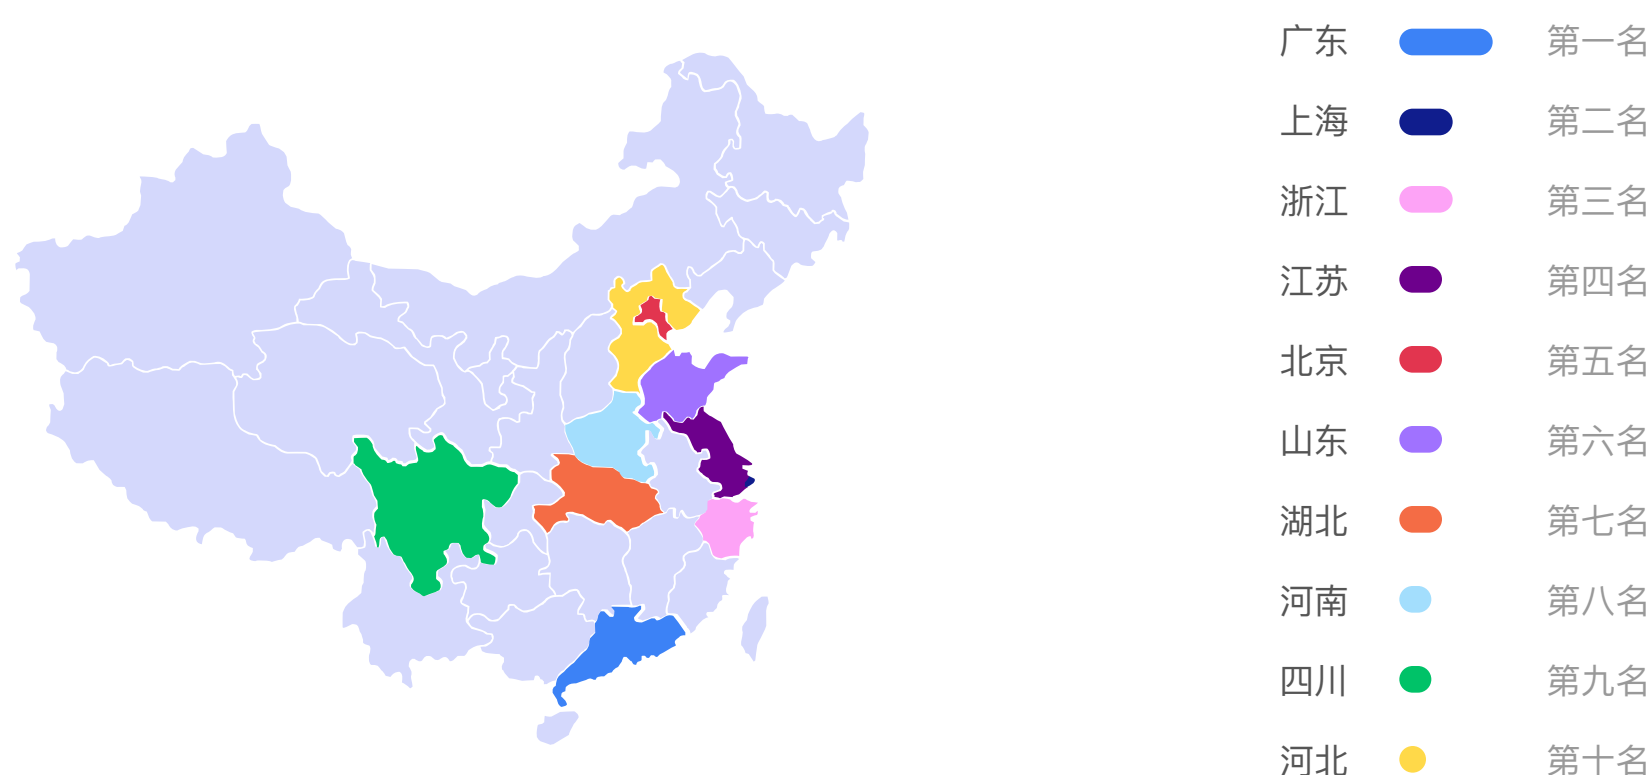 广东 第一名
上海 第二名
浙江 第三名
江苏 第四名
北京 第五名
山东 第六名
湖北 第七名
河南 第八名
四川 第九名
河北 第十名